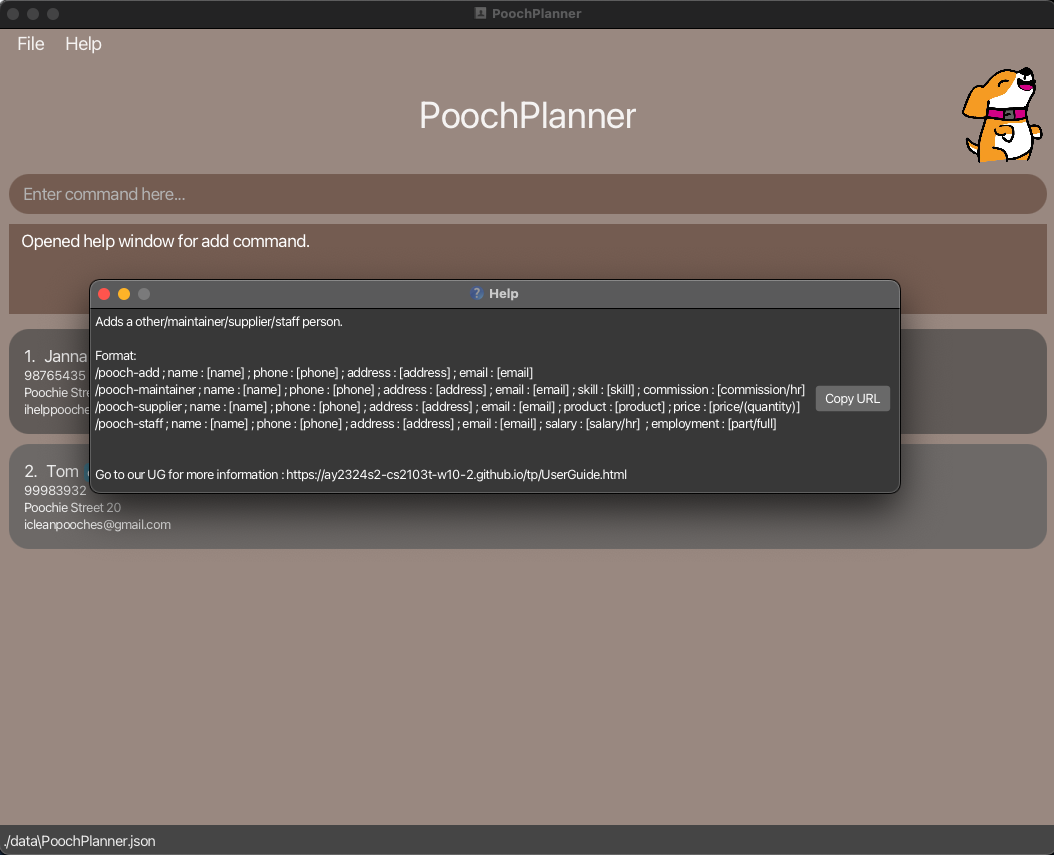 PoochPlanner
File Help
PoochPlanner
Enter command here...
Opened help window for add command.
? Help
Adds a other/maintainer/supplier/staff person.
Format:
/pooch-add ; name : [name] ; phone : [phone] ; address : [address] ; email : [email]
/pooch-maintainer ; name : [name] ; phone : [phone] ; address : [address] ; email : [email] ; skill : [skill] ; commission : [commission/hr]
/pooch-supplier ; name : [name] ; phone : [phone] ; address : [address] ; email : [email] ; product : [product] ; price : [price/(quantity)]
/pooch-staff ; name : [name] ; phone : [phone] ; address : [address] ; email : [email] ; salary : [salary/hr] ; employment : [part/full]
Copy URL
Go to our UG for more information : https://ay2324s2-cs2103t-w10-2.github.io/tp/UserGuide.html
1. Janna
98765435
Poochie
2. Tom
99983932
Poochie Street 20
icleanpooches@gmail.com
./data\PoochPlanner.json